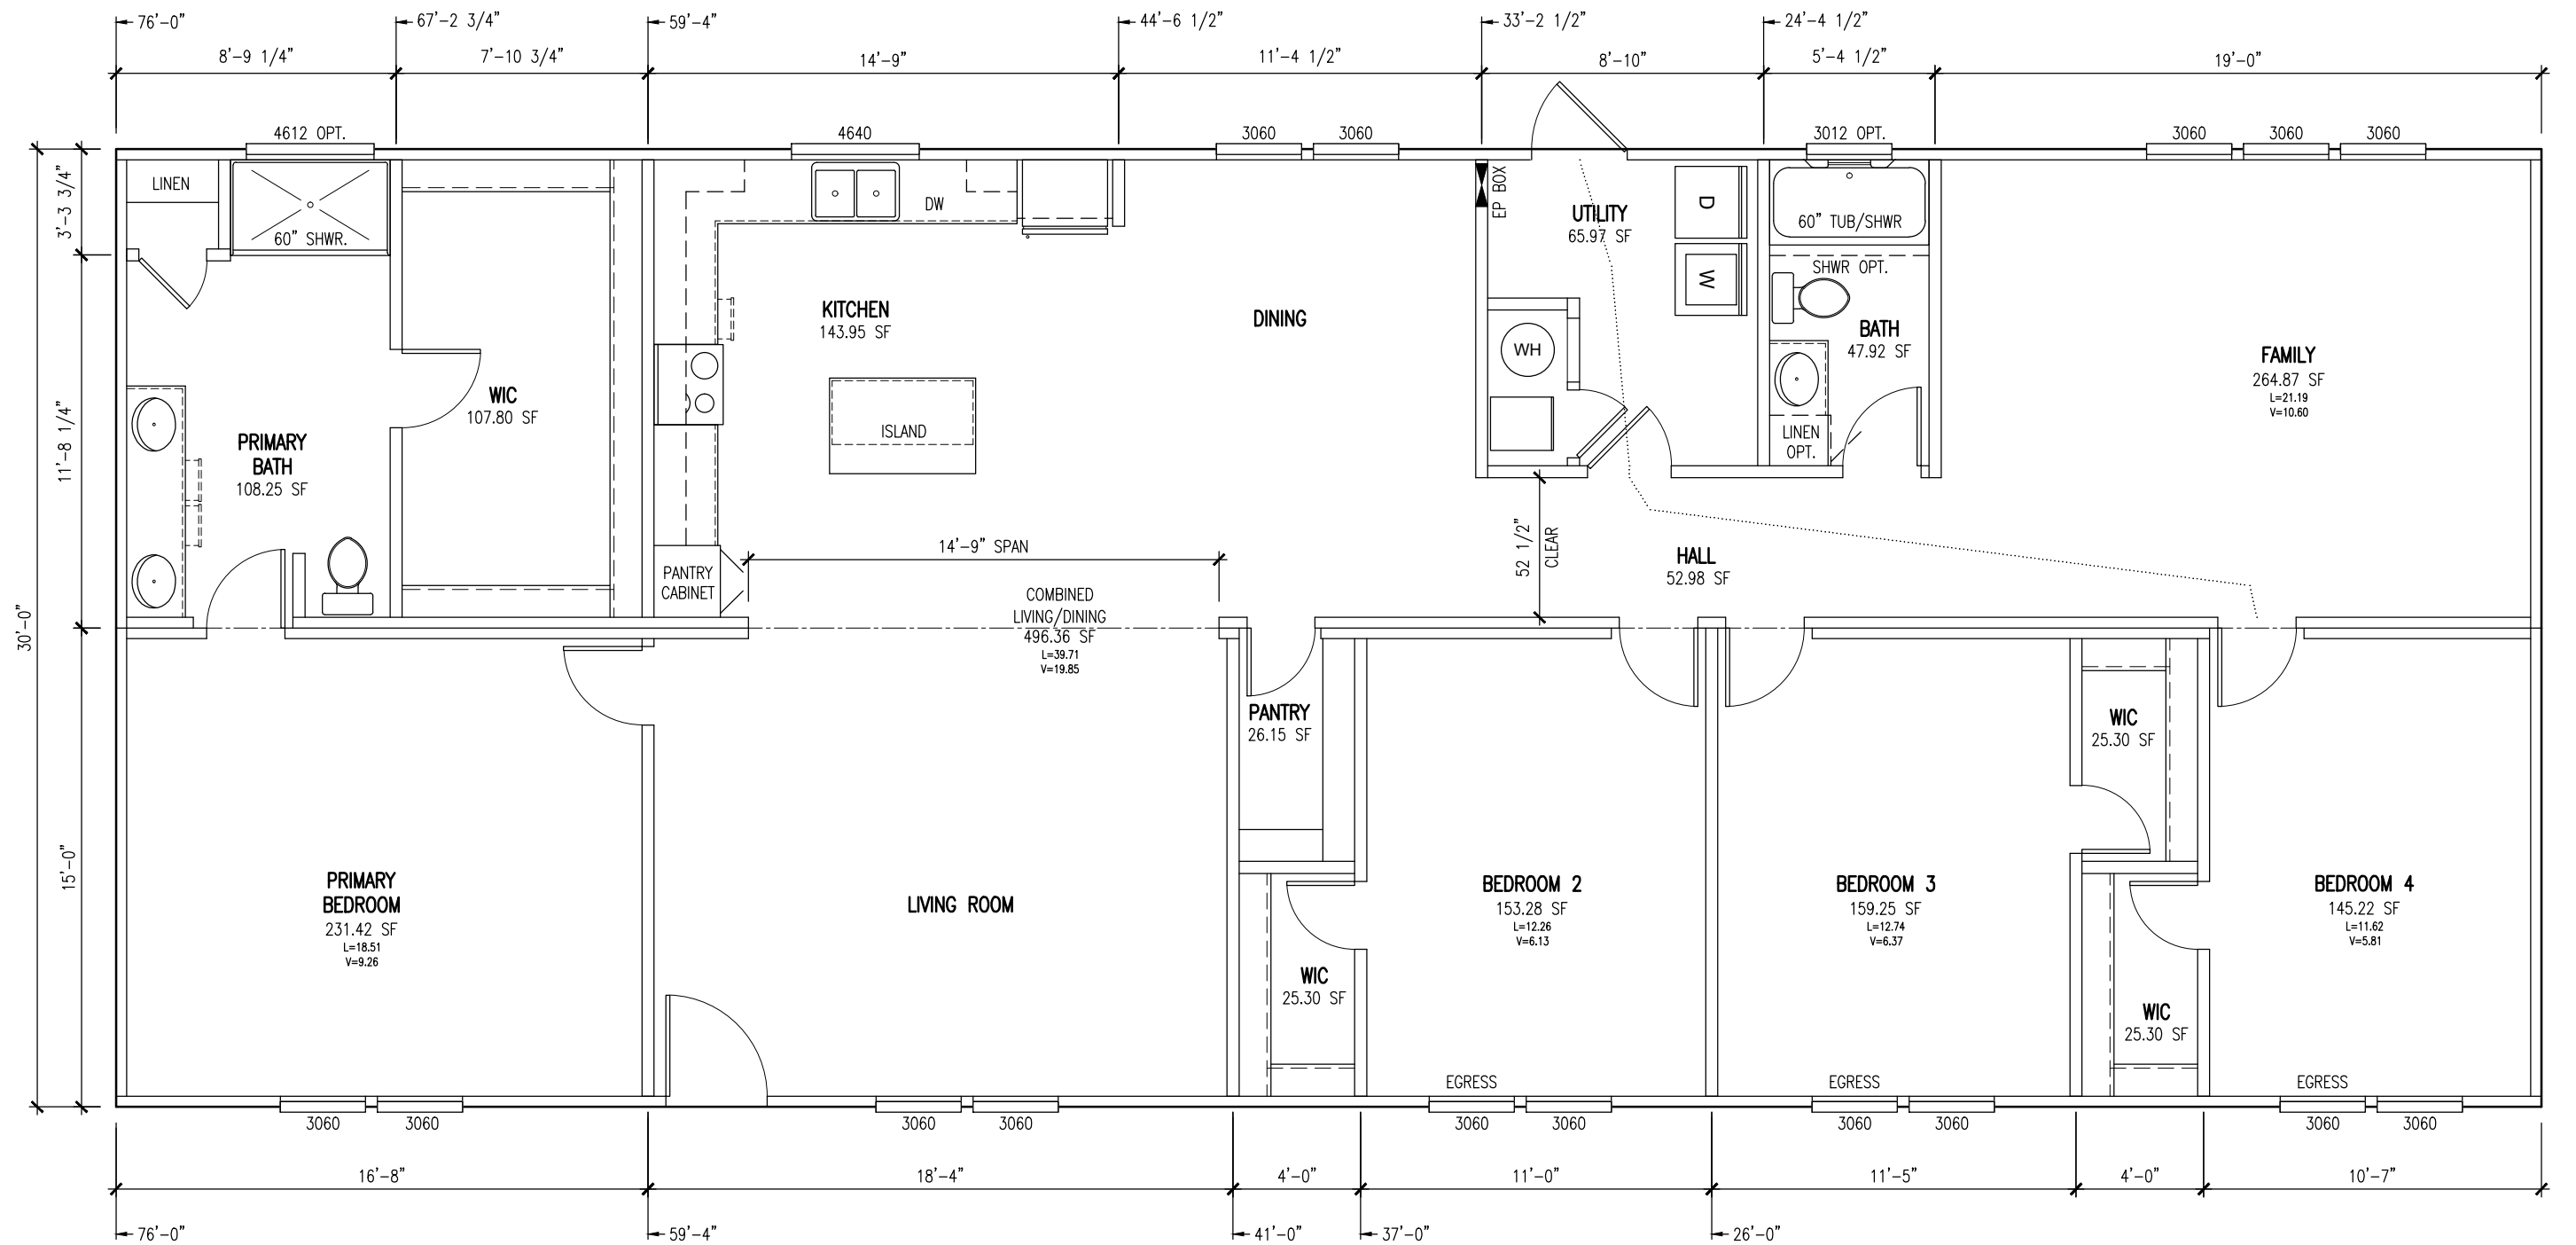 76'-0"
67'-2 3/4"
59'-4"
44'-6 1/2"
33'-2 1/2"
24'-4 1/2"
8'-9 1/4"
7'-10 3/4"
14'-9"
11'-4 1/2"
8'-10"
5'-4 1/2"
19'-0"
4612 OPT.
4640
3060
3060
3012 OPT.
3060
3060
3060
30'-0"
3'-3 3/4"
11'-8 1/4"
15'-0"
LINEN
60" SHWR.
DW
EP BOX
UTILITY
65.97 SF
D
W
60" TUB/SHWR
SHWR OPT.
KITCHEN
143.95 SF
DINING
WH
BATH
47.92 SF
FAMILY
264.87 SF
L=21.19
V=10.60
WIC
107.80 SF
PRIMARY
BATH
108.25 SF
ISLAND
LINEN
OPT.
14'-9" SPAN
52 1/2"
CLEAR
HALL
52.98 SF
PANTRY
CABINET
COMBINED
LIVING/DINING
496.36 SF
L=39.71
V=19.85
PANTRY
26.15 SF
WIC
25.30 SF
PRIMARY
BEDROOM
231.42 SF
L=18.51
V=9.26
LIVING ROOM
BEDROOM 2
153.28 SF
L=12.26
V=6.13
BEDROOM 3
159.25 SF
L=12.74
V=6.37
BEDROOM 4
145.22 SF
L=11.62
V=5.81
WIC
25.30 SF
WIC
25.30 SF
EGRESS
EGRESS
EGRESS
3060
3060
3060
3060
3060
3060
3060
3060
3060
3060
16'-8"
18'-4"
4'-0"
11'-0"
11'-5"
4'-0"
10'-7"
76'-0"
59'-4"
41'-0"
37'-0"
26'-0"